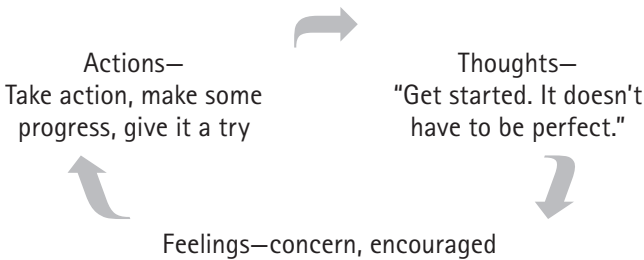 Actions—
Take action, make some
progress, give it a try
Thoughts—
"Get started. It doesn't
have to be perfect."
Feelings—concern, encouraged